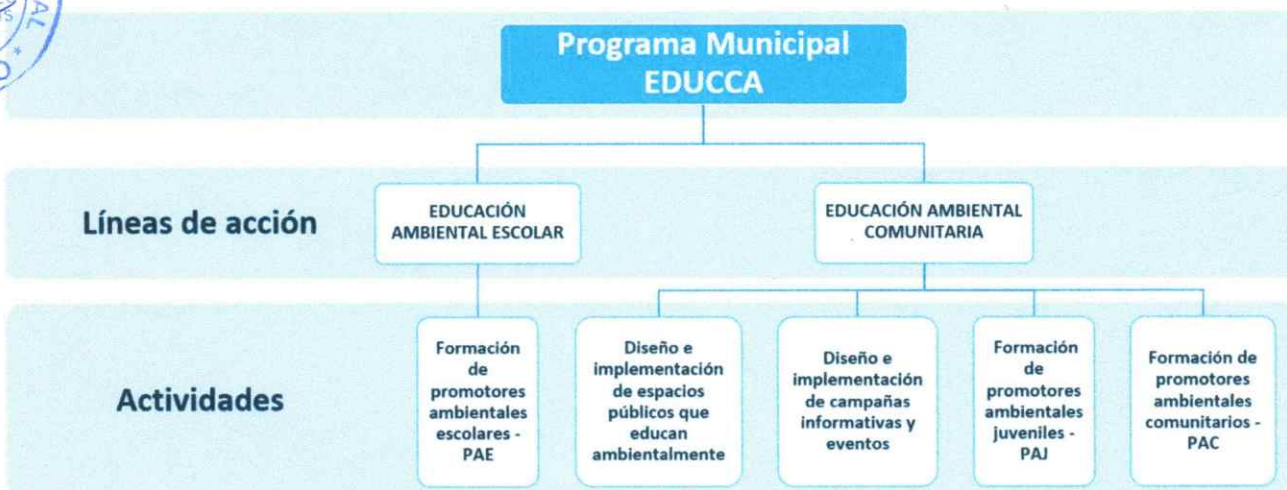 Programa Municipal
EDUCCA
Líneas de acción
EDUCACIÓN
AMBIENTAL ESCOLAR
EDUCACIÓN AMBIENTAL
COMUNITARIA
Actividades
Formación
de
promotores
ambientales
escolares -
PAE
Diseño e
implementación
de espacios
públicos que
educan
ambientalmente
Diseño e
implementación
de campañas
informativas y
eventos
Formación
de
promotores
ambientales
juveniles -
PAJ
Formación de
promotores
ambientales
comunitarios -
PAC